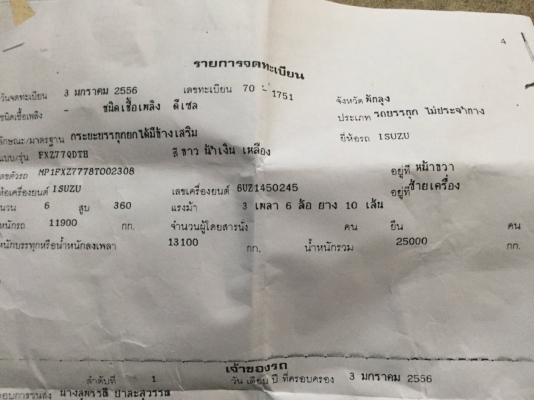 4
รายการจดทะเบียน
วันจดทะเบียน 3 มกราคม 2556 เลขทะเบียน 70 - 1751 จังหวัด พัทลุง
ชนิดเชื้อเพลิง - ชนิดเชื้อเพลิง ดีเซล ประเภท รถบรรทุก ไม่ประจำทาง
ลักษณะ/มาตรฐาน กระบะบรรทุกยกได้มีข้างเสริม ยี่ห้อรถ ISUZU
แบบ/รุ่น FXZ77QDTH สี ขาว น้ำเงิน เหลือง
เลขตัวรถ MP1FXZ7778T002308 อยู่ที่ หน้าขวา
ยี่ห้อเครื่องยนต์ ISUZU เลขเครื่องยนต์ 6UZ1450245 อยู่ที่ ซ้ายเครื่อง
จำนวน 6 สูบ 360 แรงม้า 3 เพลา 6 ล้อ ยาง 10 เส้น
น้ำหนักรถ 11900 กก. จำนวนผู้โดยสารนั่ง คน ยืน คน
น้ำหนักบรรทุกหรือน้ำหนักลงเพลา 13100 กก. น้ำหนักรวม 25000 กก.
เจ้าของรถ
ลำดับที่ 1 วัน เดือน ปี ที่ครอบครอง 3 มกราคม 2556